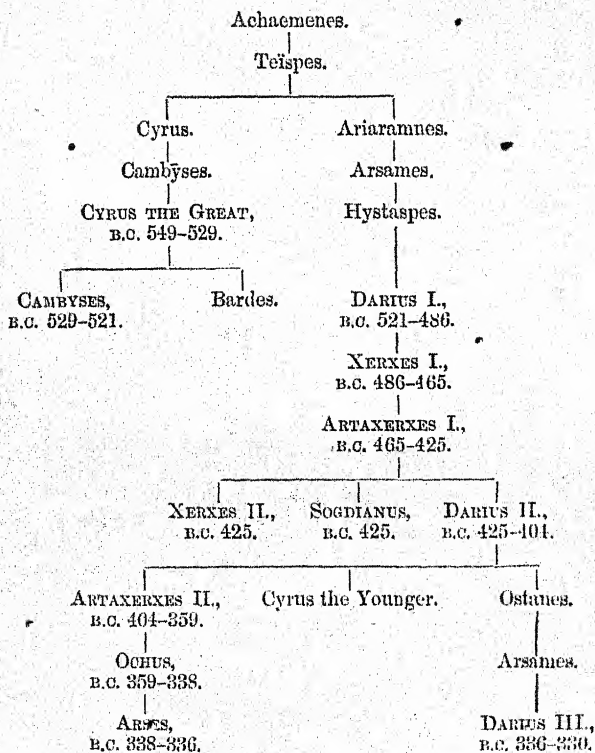 Achaemenes.
Teïspes.
Cyrus. Ariaramnes.
Cambȳses. Arsames.
CYRUS THE GREAT, Hystaspes.
B.C. 549–529.
CAMBYSES, Bardes. DARIUS I.,
B.C. 529–521. B.C. 521–486.
XERXES I.,
B.C. 486–465.
ARTAXERXES I.,
B.C. 465–425.
XERXES II., SOGDIANUS, DARIUS II.,
B.C. 425. B.C. 425. B.C. 425–404.
ARTAXERXES II., Cyrus the Younger. Ostanes.
B.C. 404–359.
OCHUS, Arsames.
B.C. 359–338.
ARSES, DARIUS III.,
B.C. 338–336. B.C. 336–330.